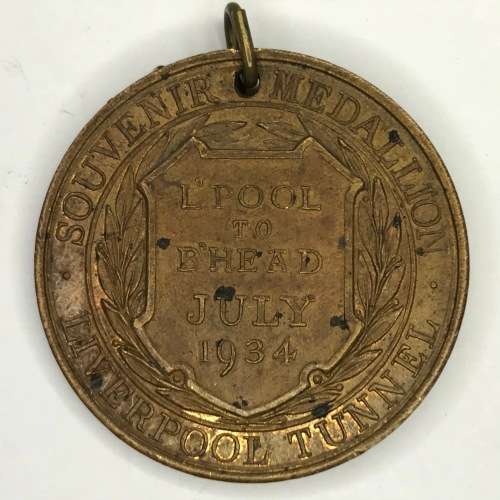 SOUVENIR MEDALLION
L'POOL
TO
B'HEAD
JULY
1934
LIVERPOOL TUNNEL